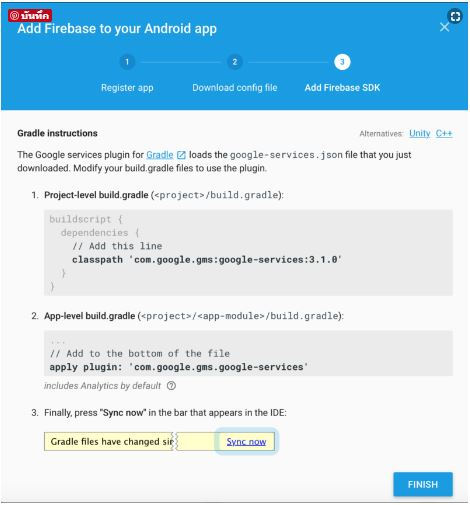 บันทึก
Add Firebase to your Android app
1 2 3
Register app Download config file Add Firebase SDK
Gradle instructions Alternatives: Unity C++
The Google services plugin for Gradle loads the google-services.json file that you just
downloaded. Modify your build.gradle files to use the plugin.
1. Project-level build.gradle (<project>/build.gradle):
buildscript {
dependencies {
// Add this line
classpath 'com.google.gms:google-services:3.1.0'
}
}
2. App-level build.gradle (<project>/<app-module>/build.gradle):
...
// Add to the bottom of the file
apply plugin: 'com.google.gms.google-services'
includes Analytics by default ?
3. Finally, press "Sync now" in the bar that appears in the IDE:
Gradle files have changed sin Sync now
FINISH